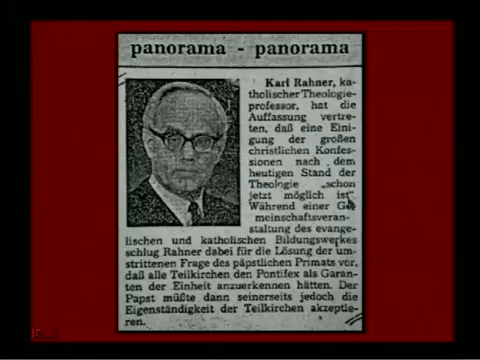 panorama - panorama
Karl Rahner, ka-
tholischer Theologie-
professor, hat die
Auffassung vertre-
ten, daß eine Eini-
gung der großen
christlichen Konfes-
sionen nach dem
heutigen Stand der
Theologie „schon
jetzt möglich ist“.
Während einer Ge-
meinschaftsveran-
staltung des evange-
lischen und katholischen Bildungswerkes
schlug Rahner dabei für die Lösung der um-
strittenen Frage des päpstlichen Primats vor,
daß alle Teilkirchen den Pontifex als Garan-
ten der Einheit anzuerkennen hätten. Der
Papst müßte dann seinerseits jedoch die
Eigenständigkeit der Teilkirchen akzeptie-
ren.